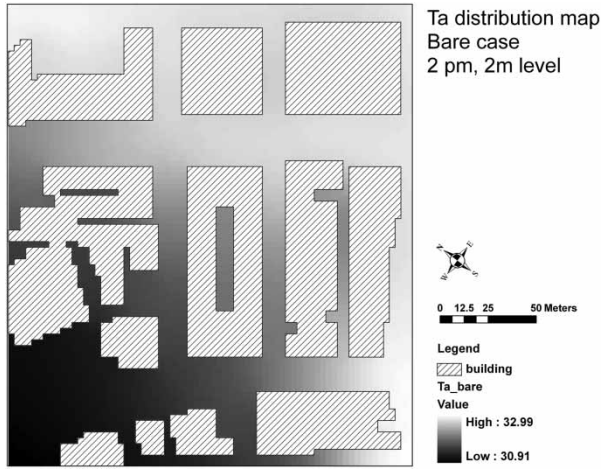 Ta distribution map
Bare case
2 pm, 2m level
N E
W S
0 12.5 25 50 Meters
Legend
building
Ta_bare
Value
High : 32.99
Low : 30.91